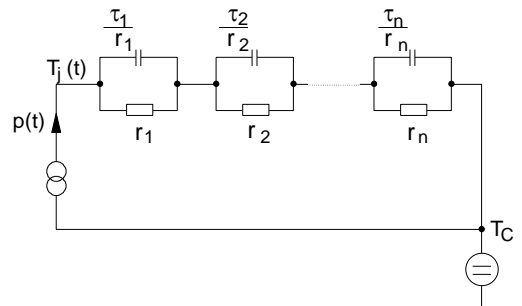 τ1 τ2 τn
r1 r2 rn
Tj (t)
r1 r2 rn
p(t)
TC